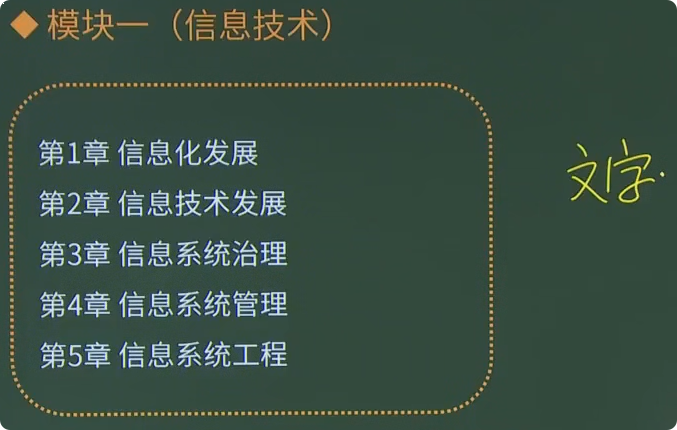 ◆ 模块一（信息技术）
第1章 信息化发展
第2章 信息技术发展
文字.
第3章 信息系统治理
第4章 信息系统管理
第5章 信息系统工程